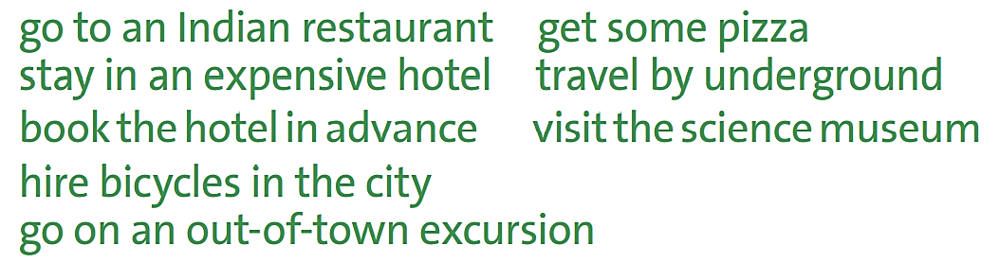 go to an Indian restaurant get some pizza
stay in an expensive hotel travel by underground
book the hotel in advance visit the science museum
hire bicycles in the city
go on an out-of-town excursion